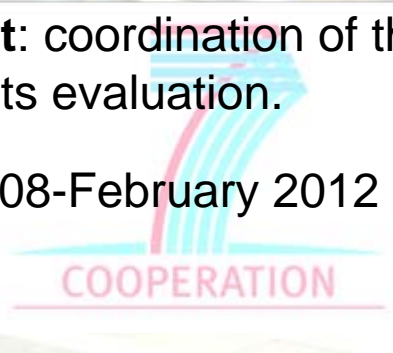 t: coordination of th
ts evaluation.
08-February 2012
COOPERATION